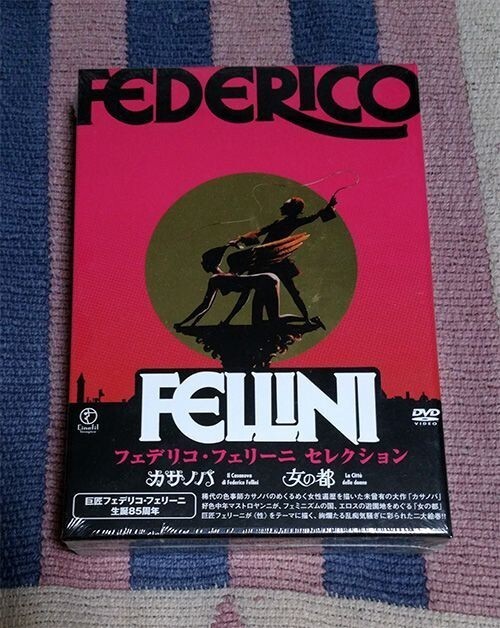 FEDERICO
FELLINI
フェデリコ・フェリーニ セレクション
カサノバ Il Casanova di Federico Fellini 女の都 La Città delle donne
DVD VIDEO
Cinefil Imagica
巨匠フェデリコ・フェリーニ
生誕85周年
稀代の色事師カサノバのめくるめく女性遍歴を描いた未曾有の大作「カサノバ」
好色中年マストロヤンニが、フェミニズムの国、エロスの遊園地をめぐる「女の都」
巨匠フェリーニが〈性〉をテーマに描く、絢爛たる乱痴気騒ぎに彩られた二大絵巻!!